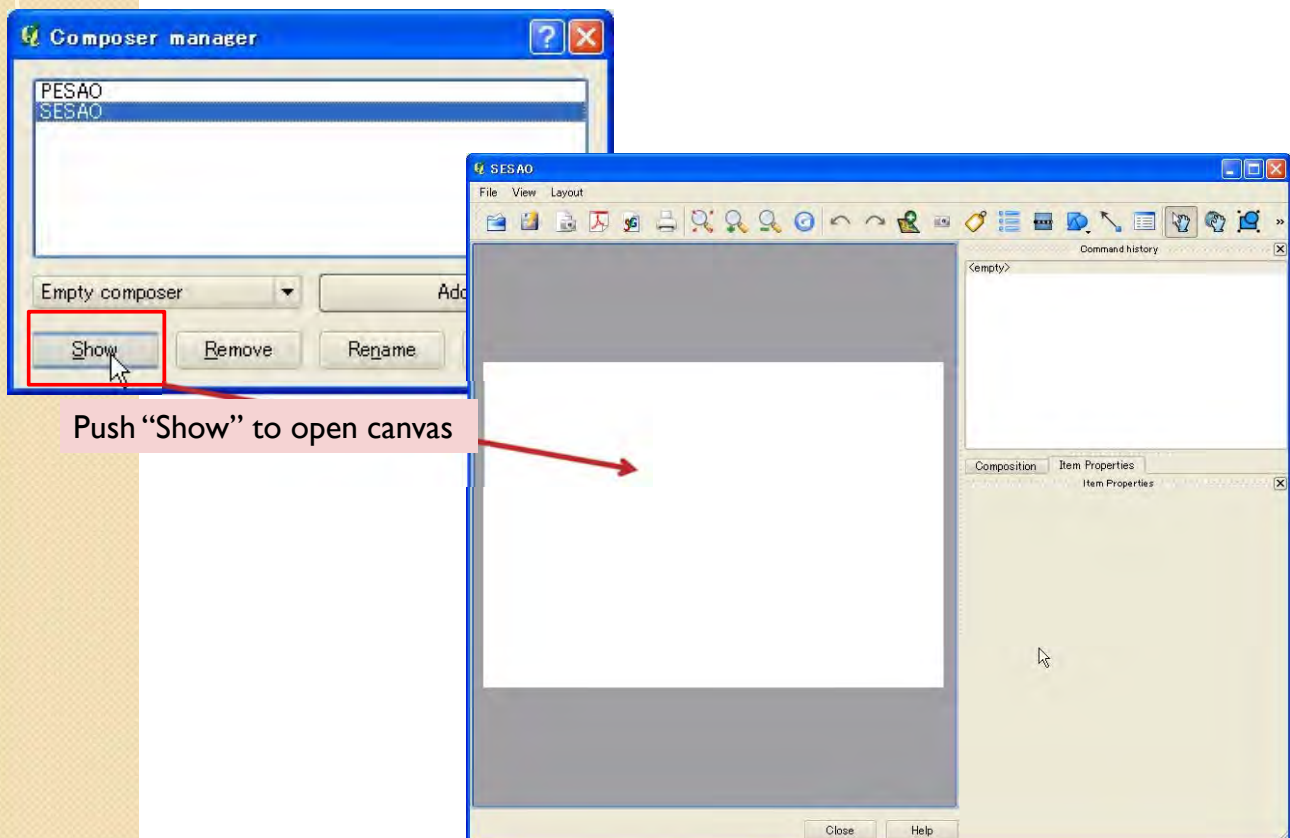 Composer manager
PESAO
SESAO
Empty composer
Show
Remove
Rename
Push “Show” to open canvas
SESAO
File View Layout
Command history
<empty>
Composition Item Properties
Item Properties
Close Help